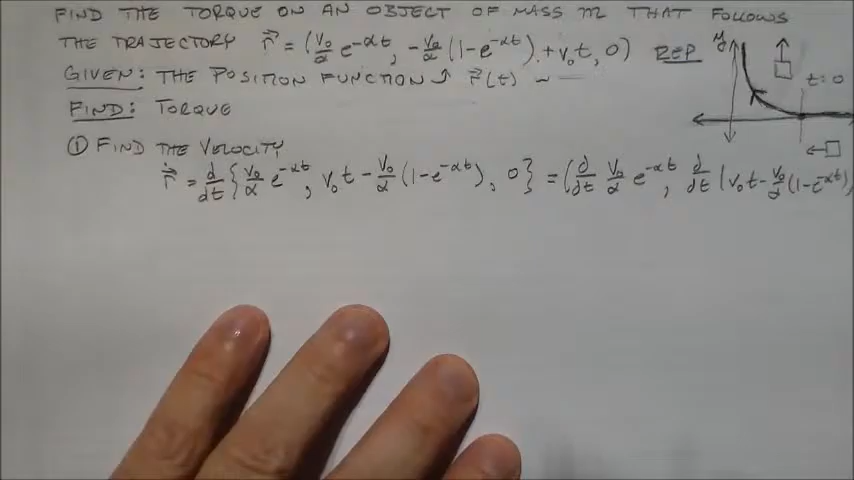 FIND THE TORQUE ON AN OBJECT OF MASS m THAT FOLLOWS
THE TRAJECTORY r⃗ = (v₀/α e^-αt, -v₀/α (1-e^-αt) + v₀t, 0) REP
y
t=0
GIVEN: THE POSITION FUNCTION r⃗(t) ~
FIND: TORQUE
① FIND THE VELOCITY
r⃗̇ = d/dt {v₀/α e^-αt, v₀t - v₀/α (1-e^-αt), 0} = (d/dt v₀/α e^-αt, d/dt (v₀t - v₀/α (1-e^-αt),